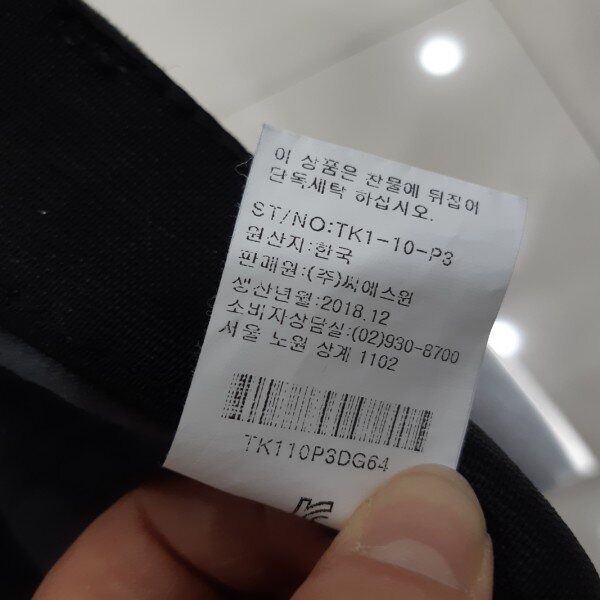 이 상품은 찬물에 뒤집어
단독세탁 하십시오.
ST/NO:TK1-10-P3
원산지:한국
판매원:(주)씨에스윈
생산년월:2018.12
소비자상담실:(02)930-8700
서울 노원 상계 1102
TK110P3DG64